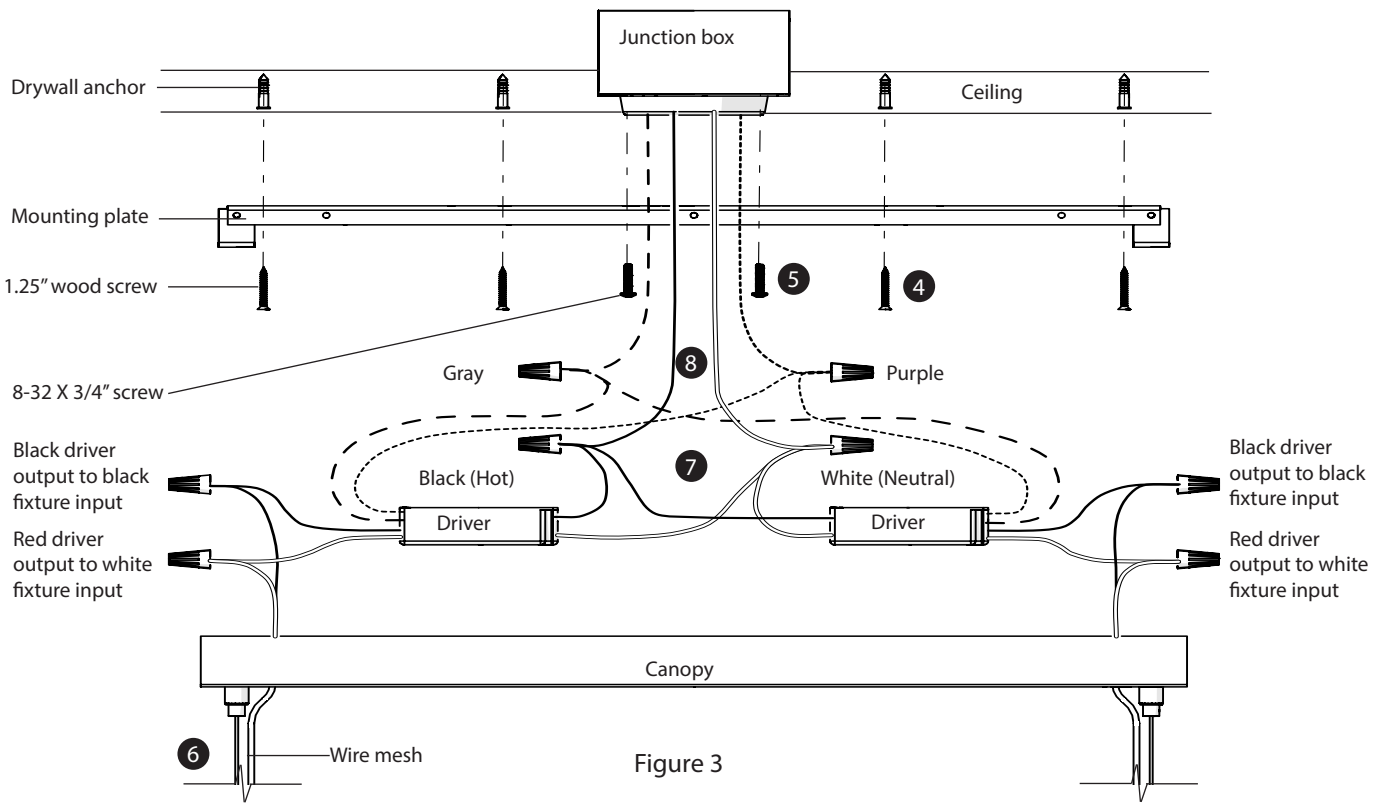 Junction box
Drywall anchor
Ceiling
Mounting plate
1.25” wood screw
5
4
8
Gray
Purple
8-32 X 3/4” screw
Black driver
output to black
fixture input
7
Black (Hot)
White (Neutral)
Black driver
output to black
fixture input
Driver
Driver
Red driver
output to white
fixture input
Red driver
output to white
fixture input
Canopy
6
Wire mesh
Figure 3